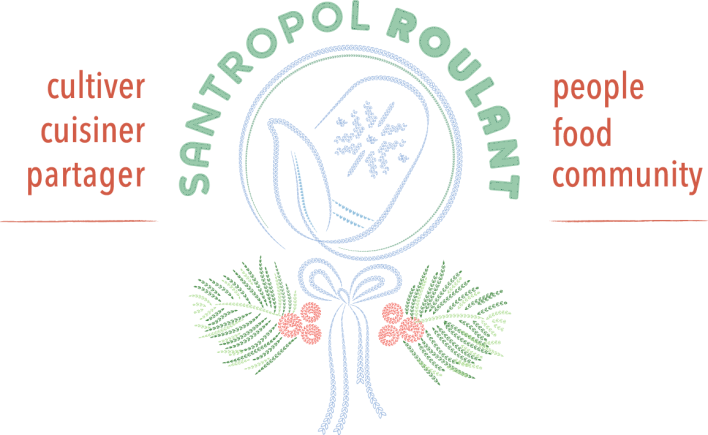 SANTROPOL ROULANT
cultiver
cuisiner
partager
people
food
community